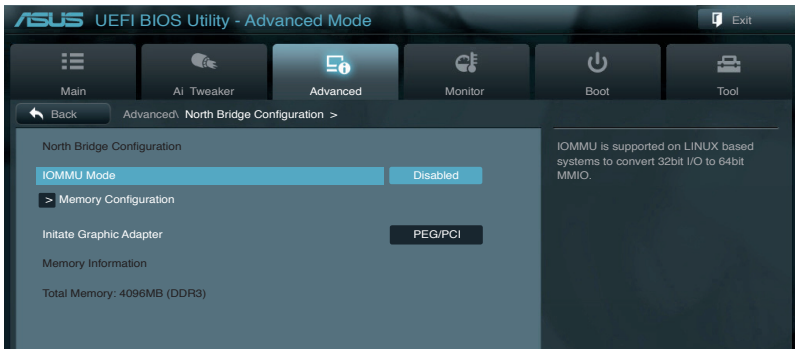 ASUS UEFI BIOS Utility - Advanced Mode
Exit
Main
Ai Tweaker
Advanced
Monitor
Boot
Tool
Back
Advanced\ North Bridge Configuration >
North Bridge Configuration
IOMMU Mode Disabled
> Memory Configuration
Initate Graphic Adapter PEG/PCI
Memory Information
Total Memory: 4096MB (DDR3)
IOMMU is supported on LINUX based
systems to convert 32bit I/O to 64bit
MMIO.